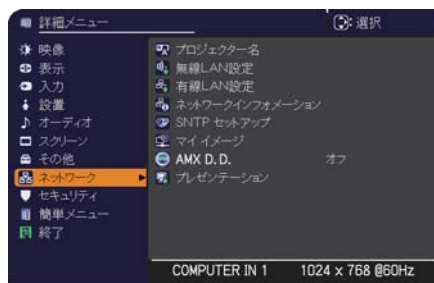 詳細メニュー
選択
映像
表示
入力
設置
オーディオ
スクリーン
その他
ネットワーク
セキュリティ
簡単メニュー
終了
プロジェクター名
無線LAN設定
有線LAN設定
ネットワークインフォメーション
SNTP セットアップ
マイ イメージ
AMX D.D. オフ
プレゼンテーション
COMPUTER IN 1 1024 x 768 @60Hz